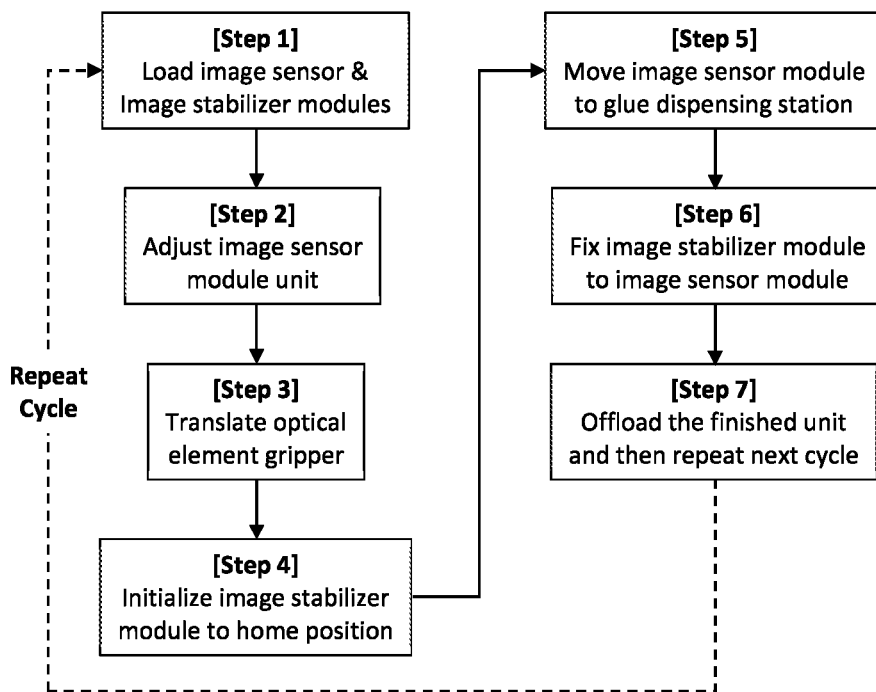 [Step 1]
Load image sensor &
Image stabilizer modules
[Step 2]
Adjust image sensor
module unit
[Step 3]
Translate optical
element gripper
[Step 4]
Initialize image stabilizer
module to home position
[Step 5]
Move image sensor module
to glue dispensing station
[Step 6]
Fix image stabilizer module
to image sensor module
[Step 7]
Offload the finished unit
and then repeat next cycle
Repeat
Cycle